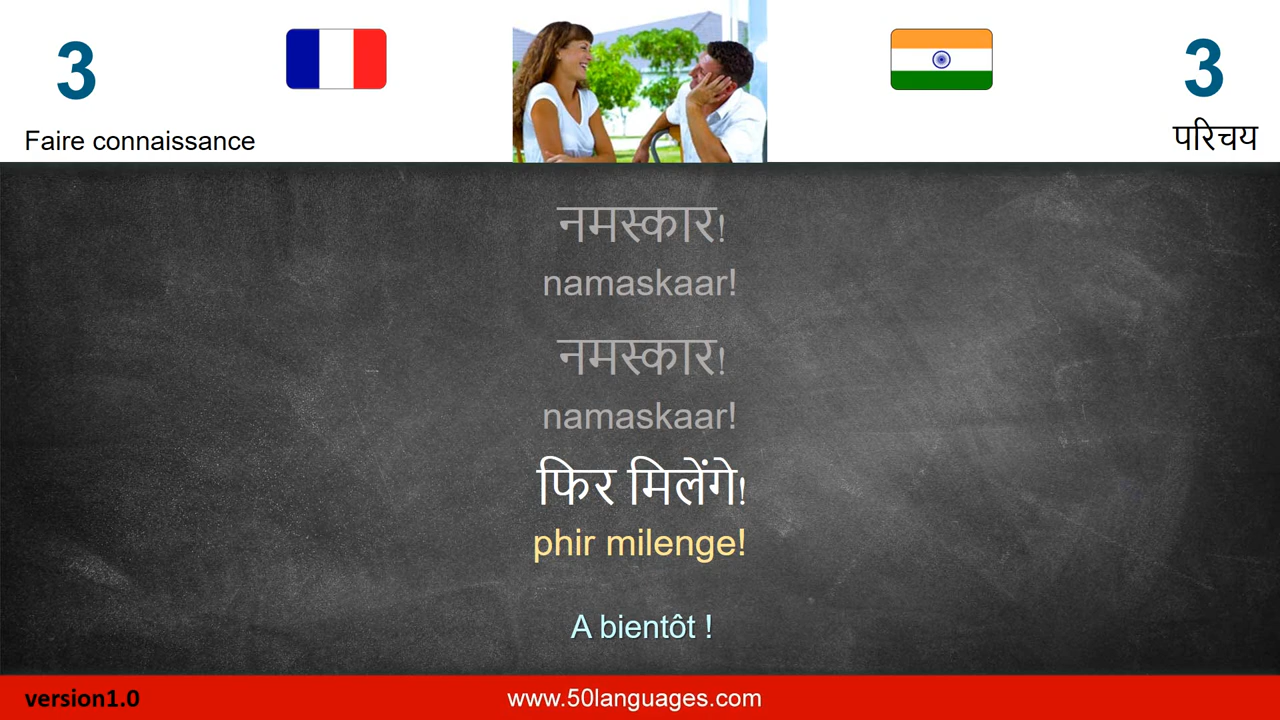 3
3
Faire connaissance
परिचय
नमस्कार!
namaskaar!
नमस्कार!
namaskaar!
फिर मिलेंगे!
phir milenge!
A bientôt !
version1.0
www.50languages.com